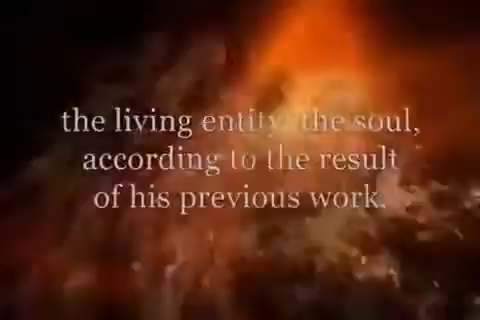 the living entity, the soul,
according to the result
of his previous work.